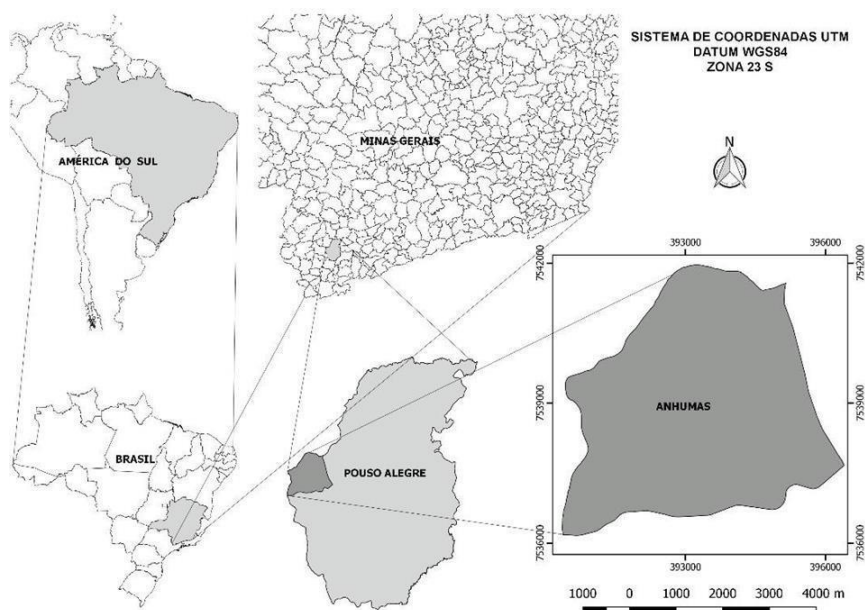 SISTEMA DE COORDENADAS UTM
DATUM WGS84
ZONA 23 S
N
AMÉRICA DO SUL
MINAS GERAIS
BRASIL
POUSO ALEGRE
ANHUMAS
393000 396000
7542000 7542000
7539000 7539000
7536000 7536000
393000 396000
1000 0 1000 2000 3000 4000 m